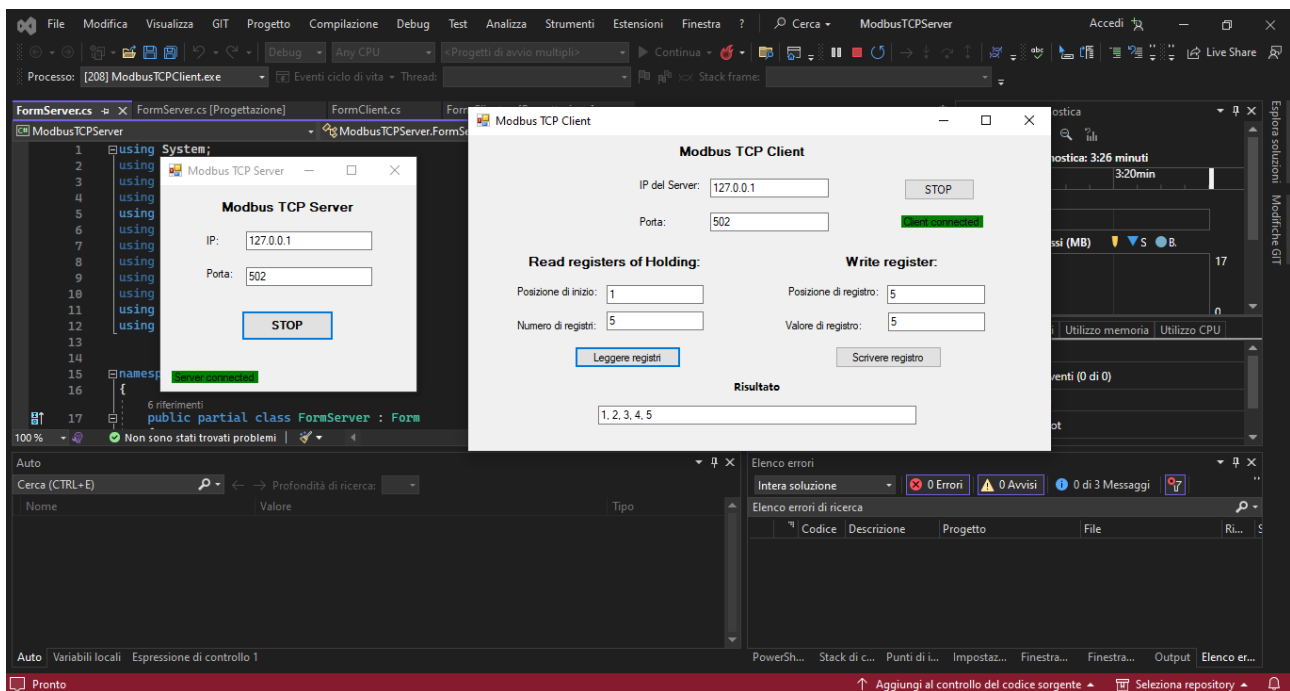 File Modifica Visualizza GIT Progetto Compilazione Debug Test Analizza Strumenti Estensioni Finestra ? Cerca ModbusTCPServer Accedi
Debug Any CPU <Progetti di avvio multipli> Continua Live Share
Processo: [208] ModbusTCPClient.exe Eventi ciclo di vita Thread: Stack frame:
FormServer.cs FormServer.cs [Progettazione] FormClient.cs
ModbusTCPServer ModbusTCPServer.FormSe
1 using System;
2 using
3 using
4 using
5 using
6 using
7 using
8 using
9 using
10 using
11 using
12 using
13
14
15 namesp
16 {
6 riferimenti
17 public partial class FormServer : Form
100 % Non sono stati trovati problemi
Modbus TCP Server
Modbus TCP Server
IP: 127.0.0.1
Porta: 502
STOP
Server connected
Modbus TCP Client
Modbus TCP Client
IP del Server: 127.0.0.1 STOP
Porta: 502 Client connected
Read registers of Holding: Write register:
Posizione di inizio: 1 Posizione di registro: 5
Numero di registri: 5 Valore di registro: 5
Leggere registri Scrivere registro
Risultato
1, 2, 3, 4, 5
ostica
nostica: 3:26 minuti
3:20min
ssi (MB) S B.
17
0
Utilizzo memoria Utilizzo CPU
venti (0 di 0)
ot
Esplora soluzioni
Modifiche GIT
Auto
Cerca (CTRL+E) Profondità di ricerca:
Nome Valore Tipo
Auto Variabili locali Espressione di controllo 1
Elenco errori
Intera soluzione 0 Errori 0 Avvisi 0 di 3 Messaggi
Elenco errori di ricerca
Codice Descrizione Progetto File Ri... S
PowerSh... Stack di c... Punti di i... Impostaz... Finestra... Finestra... Output Elenco er...
Pronto Aggiungi al controllo del codice sorgente Seleziona repository